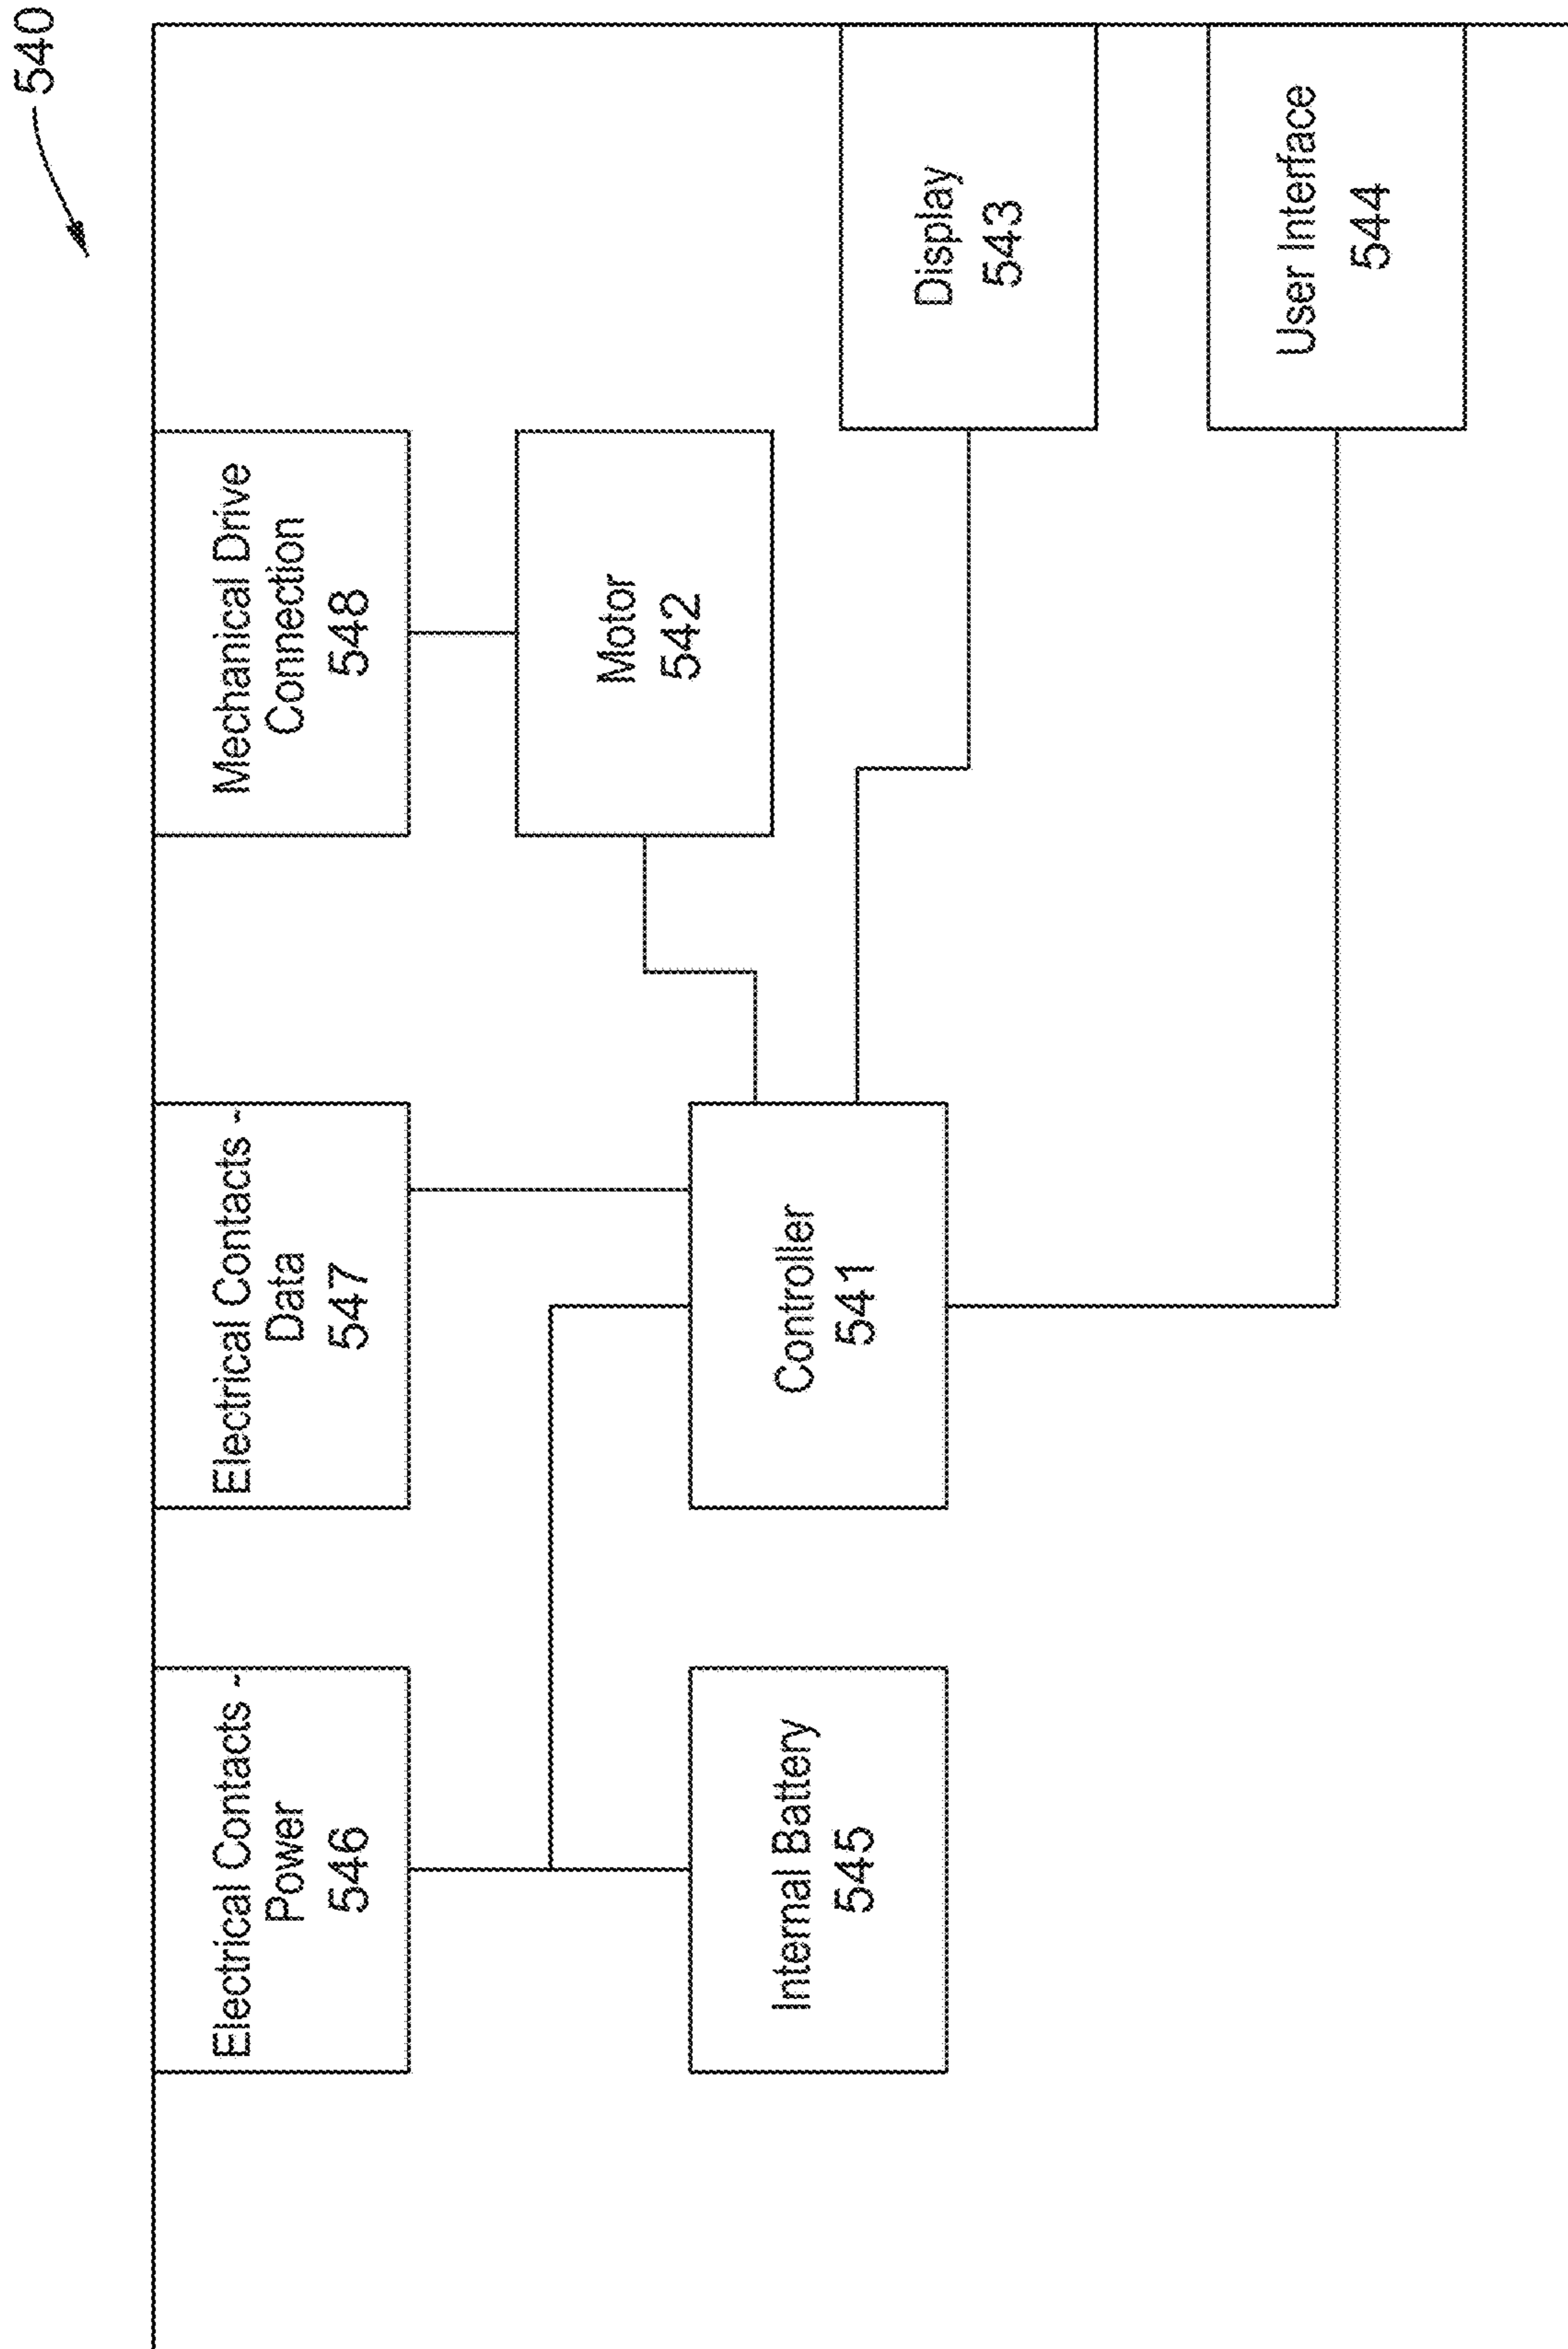 540
Electrical Contacts -
Power
546
Electrical Contacts -
Data
547
Mechanical Drive
Connection
548
Motor
542
Internal Battery
545
Controller
541
Display
543
User Interface
544